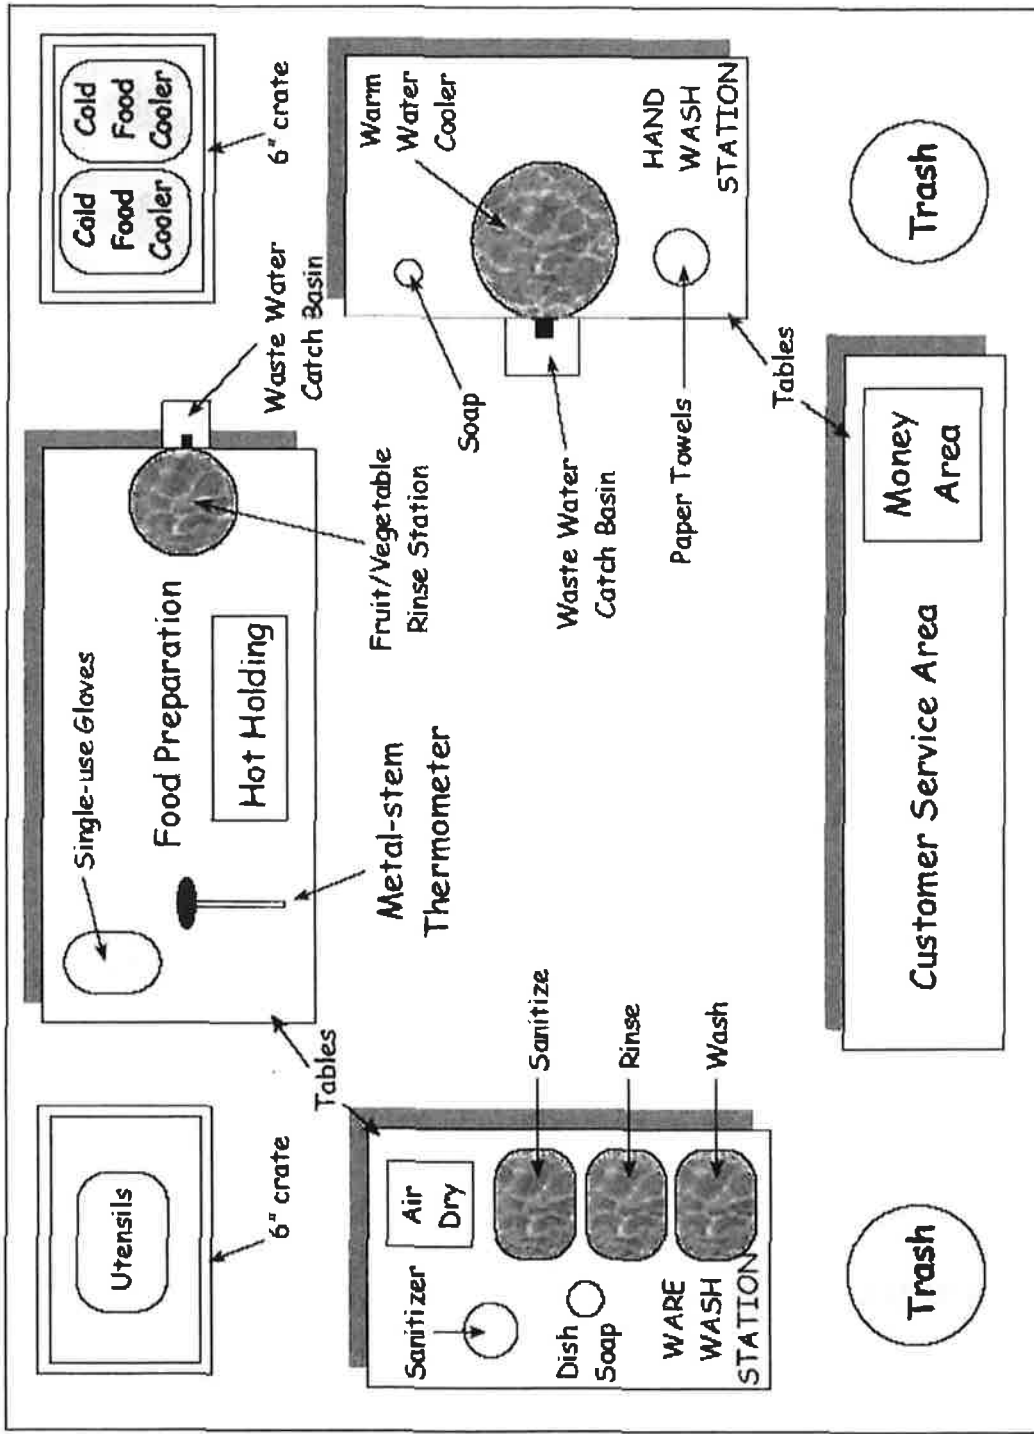 Utensils
6" crate
Tables
Single-use Gloves
Food Preparation
Hot Holding
Metal-stem
Thermometer
Fruit/Vegetable
Rinse Station
Waste Water
Catch Basin
Cold
Food
Cooler
Cold
Food
Cooler
6" crate
Sanitizer
Air
Dry
Dish
Soap
WARE
WASH
STATION
Sanitize
Rinse
Wash
Soap
Waste Water
Catch Basin
Paper Towels
Warm
Water
Cooler
HAND
WASH
STATION
Tables
Trash
Customer Service Area
Money
Area
Trash